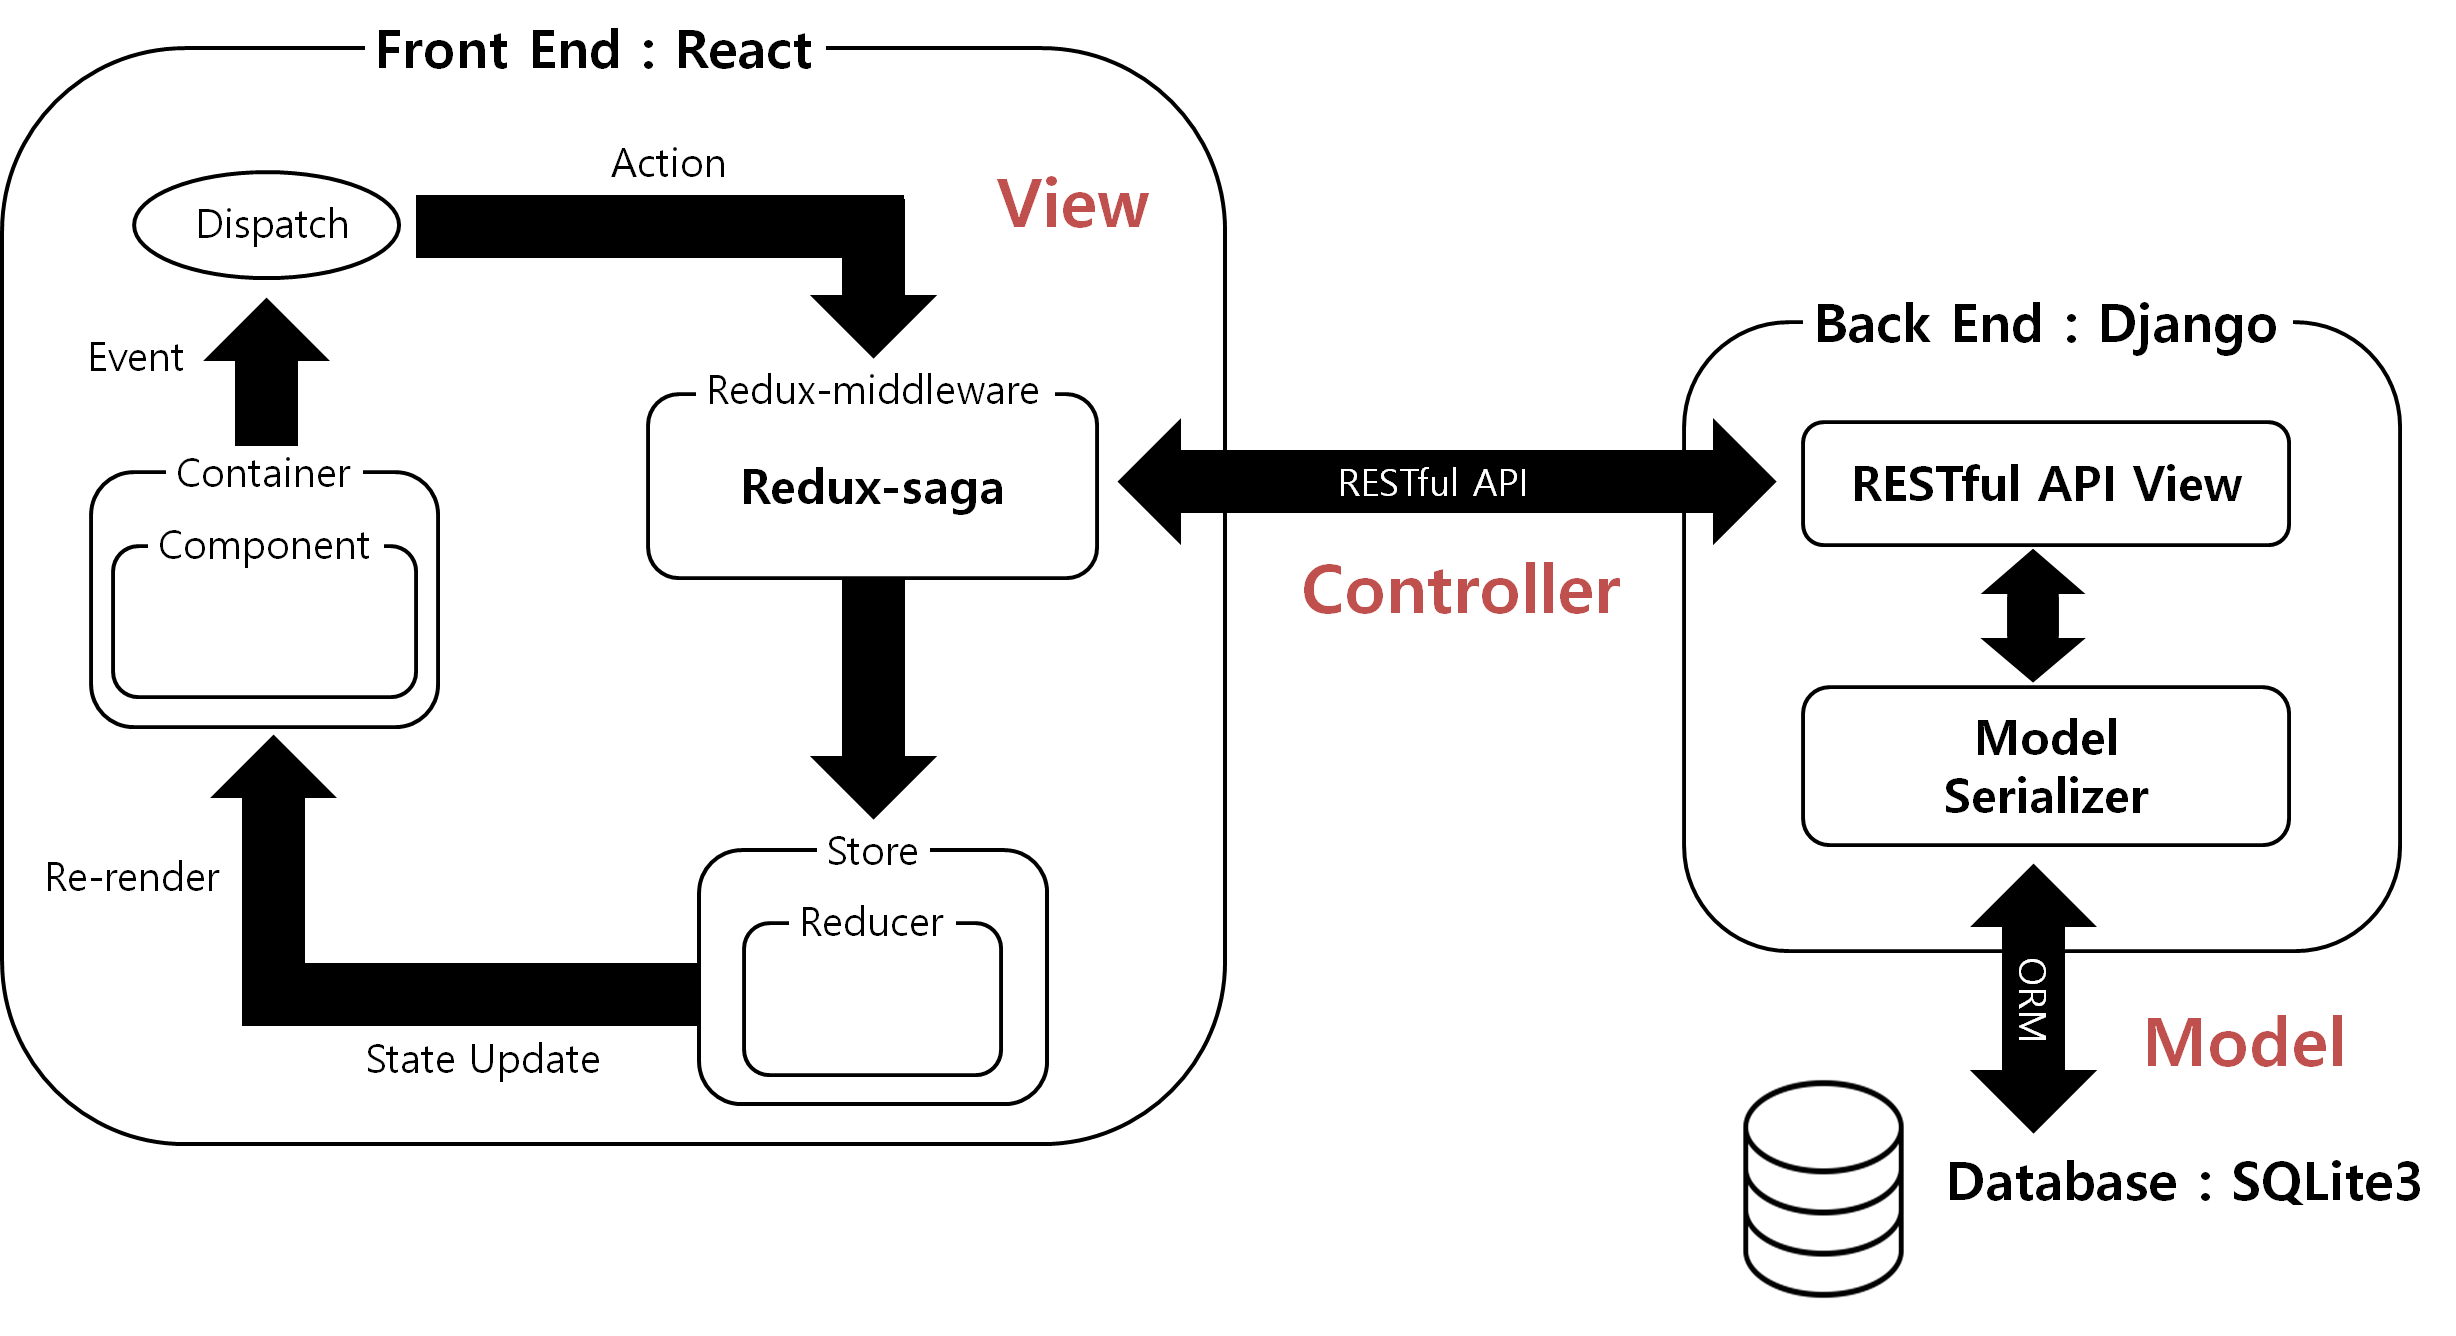 Front End : React
Action
View
Dispatch
Event
Redux-middleware
Redux-saga
Container
Component
Re-render
State Update
Store
Reducer
RESTful API
Controller
Back End : Django
RESTful API View
Model
Serializer
ORM
Model
Database : SQLite3